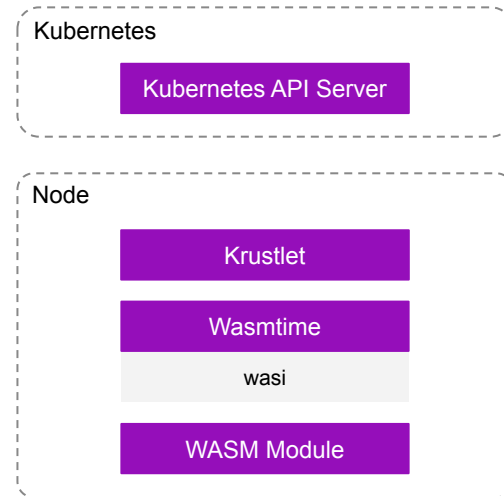 Kubernetes
Kubernetes API Server
Node
Krustlet
Wasmtime
wasi
WASM Module